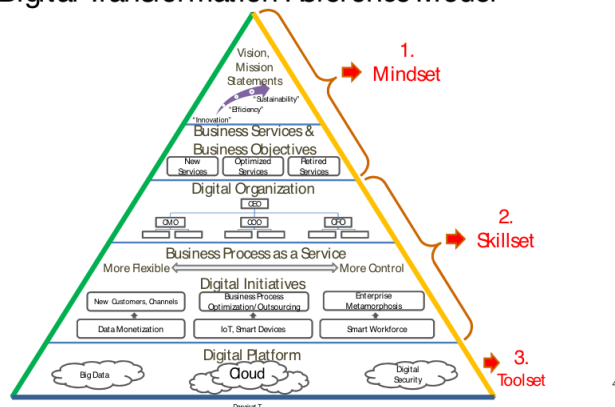 Digital Transformation Reference Model
Vision,
Mission
Statements
"Sustainability"
"Efficiency"
"Innovation"
Business Services &
Business Objectives
New
Services
Optimized
Services
Retired
Services
Digital Organization
CEO
CMO
COO
CFO
Business Process as a Service
More Flexible
More Control
Digital Initiatives
New Customers, Channels
Business Process
Optimization/Outsourcing
Enterprise
Metamorphosis
Data Monetization
IoT, Smart Devices
Smart Workforce
Digital Platform
Big Data
Cloud
Digital
Security
1.
Mindset
2.
Skillset
3.
Toolset